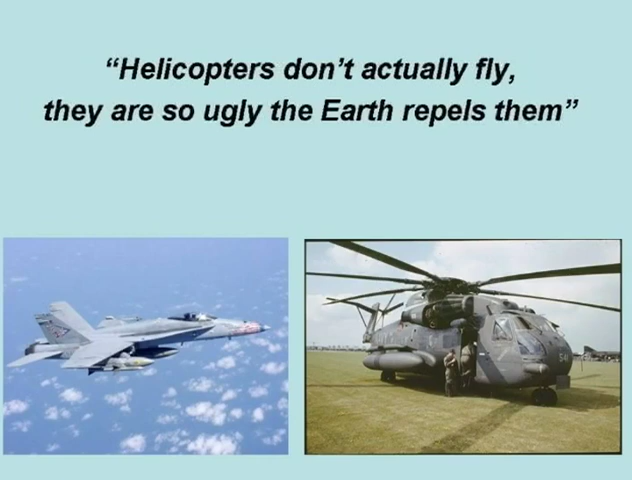 “Helicopters don’t actually fly,
they are so ugly the Earth repels them”